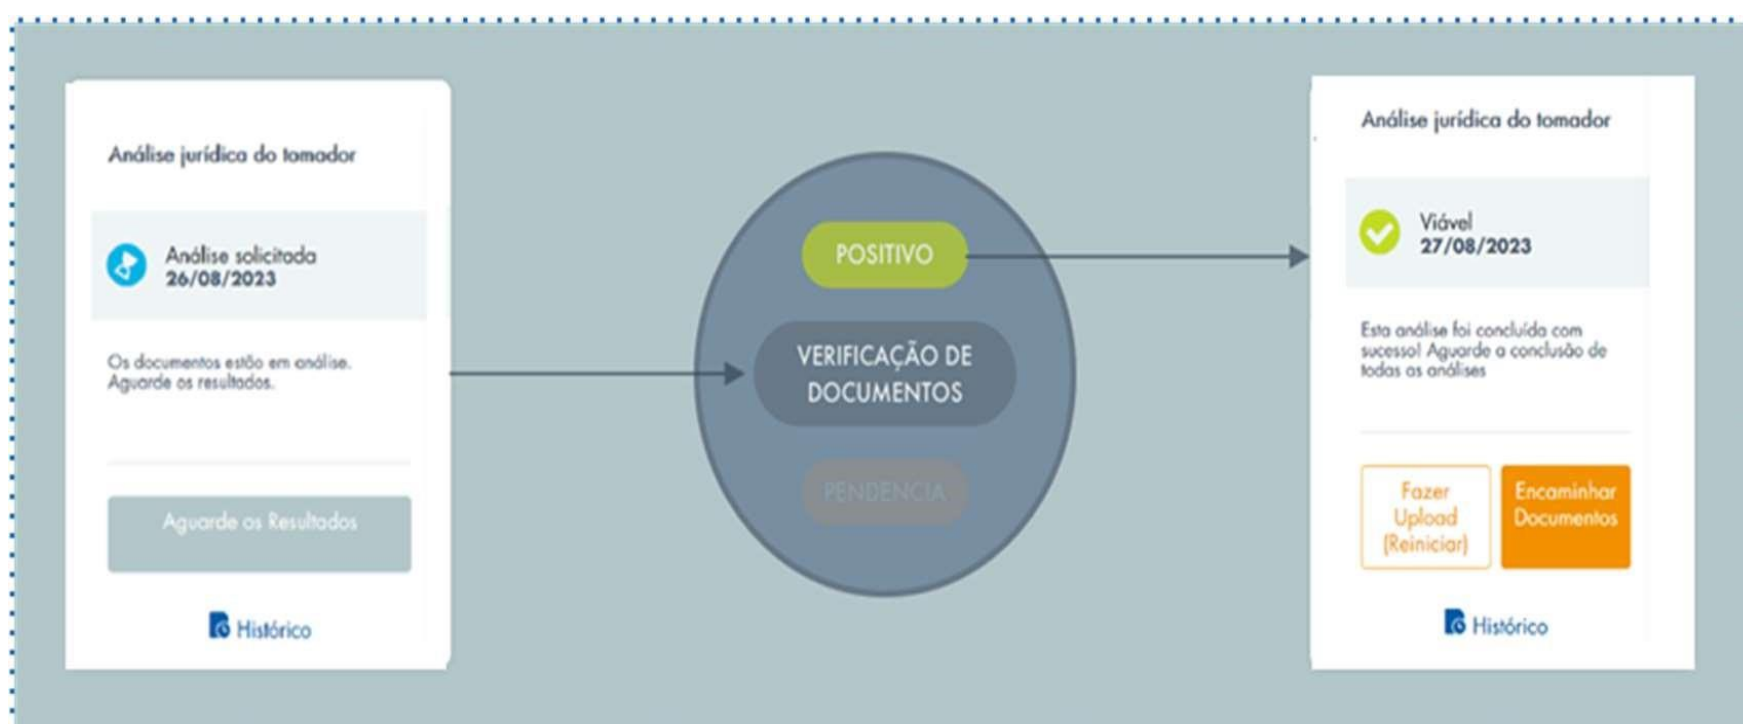 Análise jurídica do tomador
Análise solicitada
26/08/2023
Os documentos estão em análise.
Aguarde os resultados.
Aguarde os Resultados
Histórico
POSITIVO
VERIFICAÇÃO DE
DOCUMENTOS
PENDENCIA
Análise jurídica do tomador
Viável
27/08/2023
Esta análise foi concluída com
sucesso! Aguarde a conclusão de
todas as análises
Fazer
Upload
(Reiniciar)
Encaminhar
Documentos
Histórico